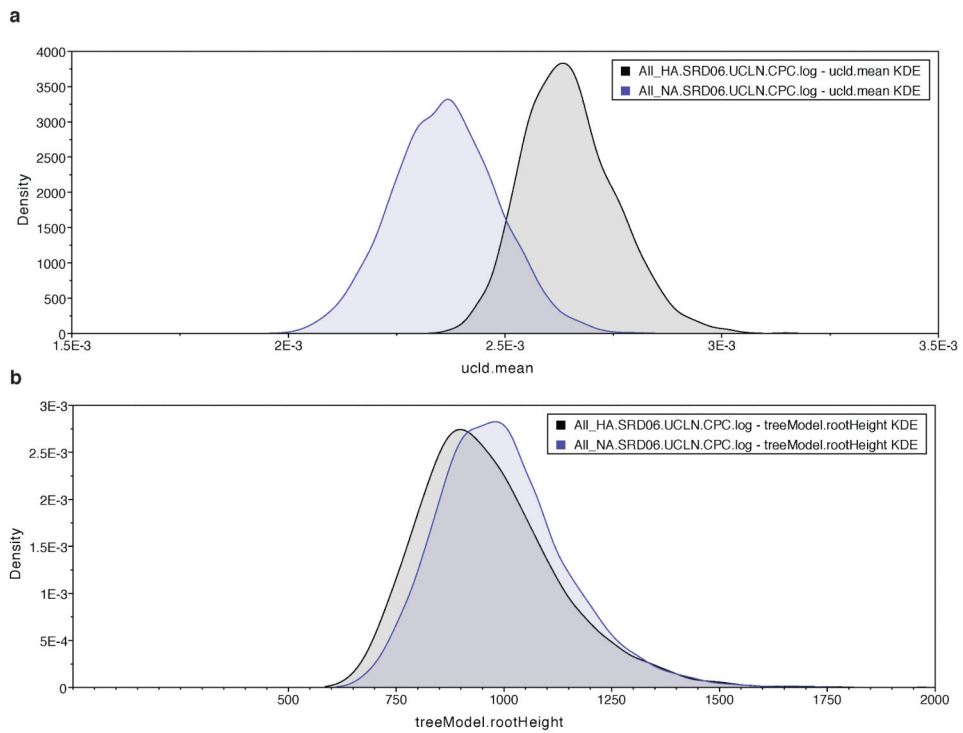 a
4000
3500
3000
2500
2000
1500
1000
500
0
Density
All_HA.SRD06.UCLN.CPC.log - ucld.mean KDE
All_NA.SRD06.UCLN.CPC.log - ucld.mean KDE
1.5E-3 2E-3 2.5E-3 3E-3 3.5E-3
ucld.mean
b
3E-3
2.5E-3
2E-3
1.5E-3
1E-3
5E-4
0
Density
All_HA.SRD06.UCLN.CPC.log - treeModel.rootHeight KDE
All_NA.SRD06.UCLN.CPC.log - treeModel.rootHeight KDE
500 750 1000 1250 1500 1750 2000
treeModel.rootHeight